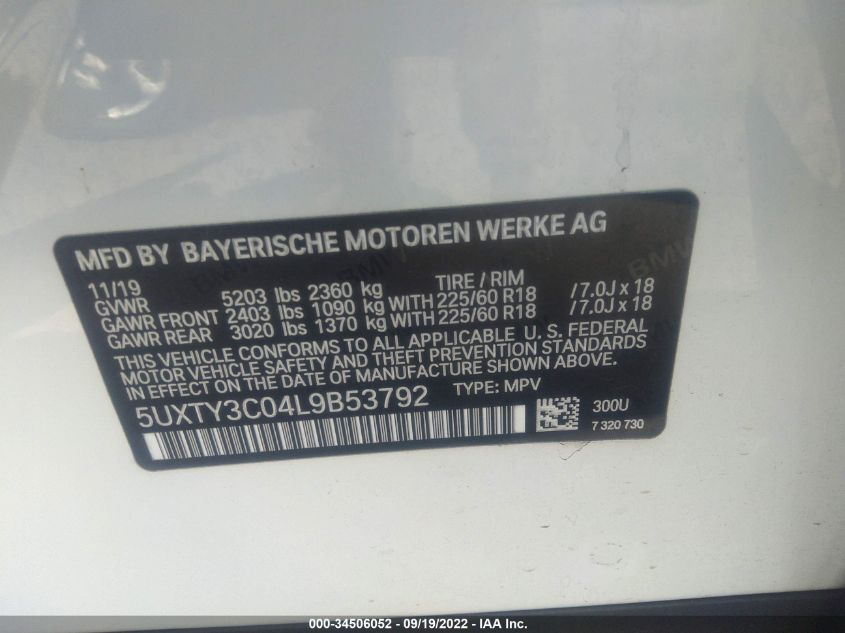 MFD BY BAYERISCHE MOTOREN WERKE AG
11/19 TIRE / RIM
GVWR 5203 lbs 2360 kg
GAWR FRONT 2403 lbs 1090 kg WITH 225/60 R18 /7.0J x 18
GAWR REAR 3020 lbs 1370 kg WITH 225/60 R18 /7.0J x 18
THIS VEHICLE CONFORMS TO ALL APPLICABLE U.S. FEDERAL
MOTOR VEHICLE SAFETY AND THEFT PREVENTION STANDARDS
IN EFFECT ON THE DATE OF MANUFACTURE SHOWN ABOVE.
5UXTY3C04L9B53792 TYPE: MPV
300U
7 320 730
000-34506052 - 09/19/2022 - IAA Inc.